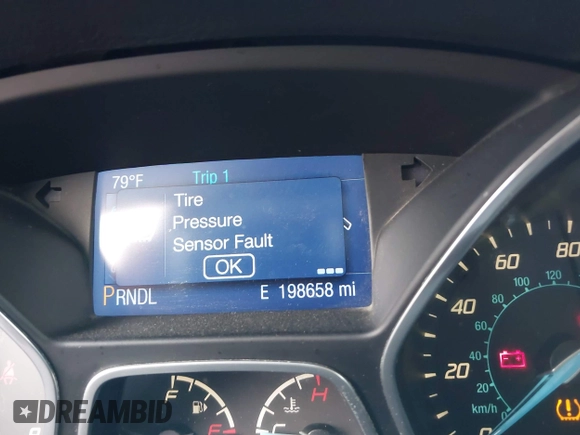 79°F Trip 1
Tire
Pressure
Sensor Fault
OK
PRNDL E 198658 mi
F H
20
40
60
80
0
20
40
60
80
100
120
km/h
DREAMBID